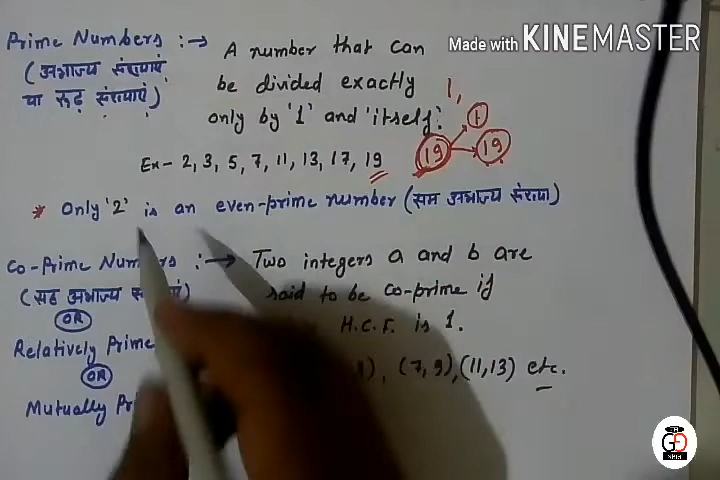 Prime Numbers :→ A number that can
(अभाज्य संख्याएं be divided exactly
या रूढ़ संख्याएं) only by '1' and 'itself'.
1,
19 1 19
Ex - 2, 3, 5, 7, 11, 13, 17, 19
* Only '2' is an even-prime number (सम अभाज्य संख्या)
Co-Prime Numbers :→ Two integers a and b are
(सह अभाज्य said to be co-prime if
OR H.C.F. is 1.
Relatively Prime
(7, 9), (11, 13) etc.
OR
Mutually
Made with KINEMASTER